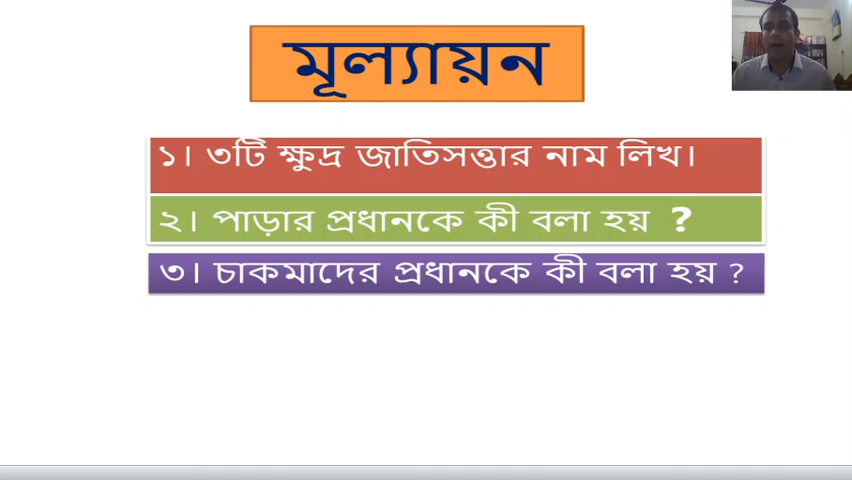 মূল্যায়ন
১। ৩টি ক্ষুদ্র জাতিসত্তার নাম লিখ।
২। পাড়ার প্রধানকে কী বলা হয় ?
৩। চাকমাদের প্রধানকে কী বলা হয় ?